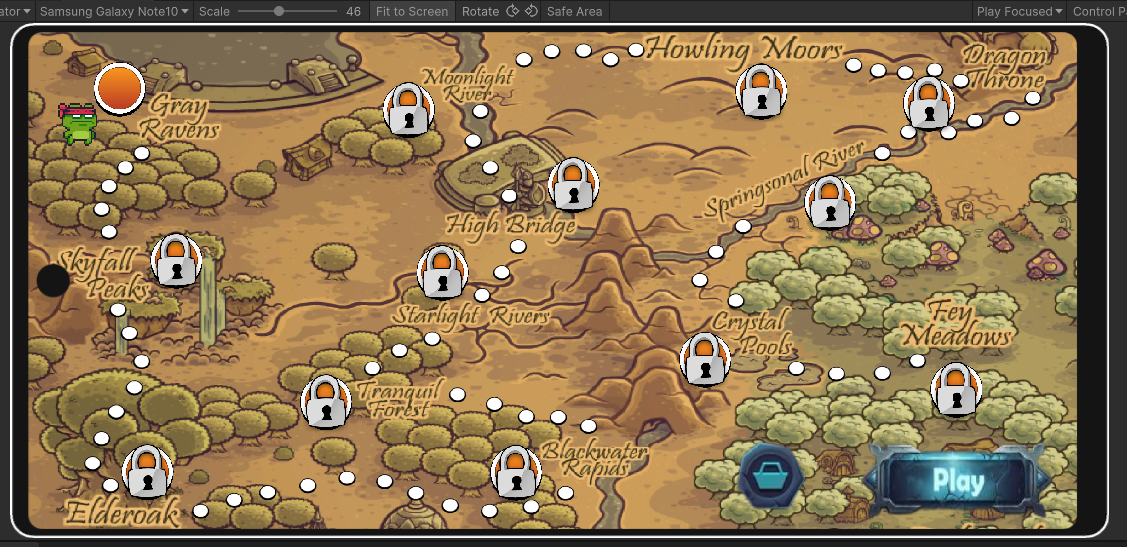 ator
Samsung Galaxy Note10
Scale
46
Fit to Screen
Rotate
Safe Area
Play Focused
Control P
Howling Moors
Dragon
Throne
Moonlight
River
Gray
Ravens
Springsonal River
High Bridge
Skyfall
Peaks
Starlight Rivers
Crystal
Pools
Fey
Meadows
Tranquil
Forest
Blackwater
Rapids
Play
Elderoak